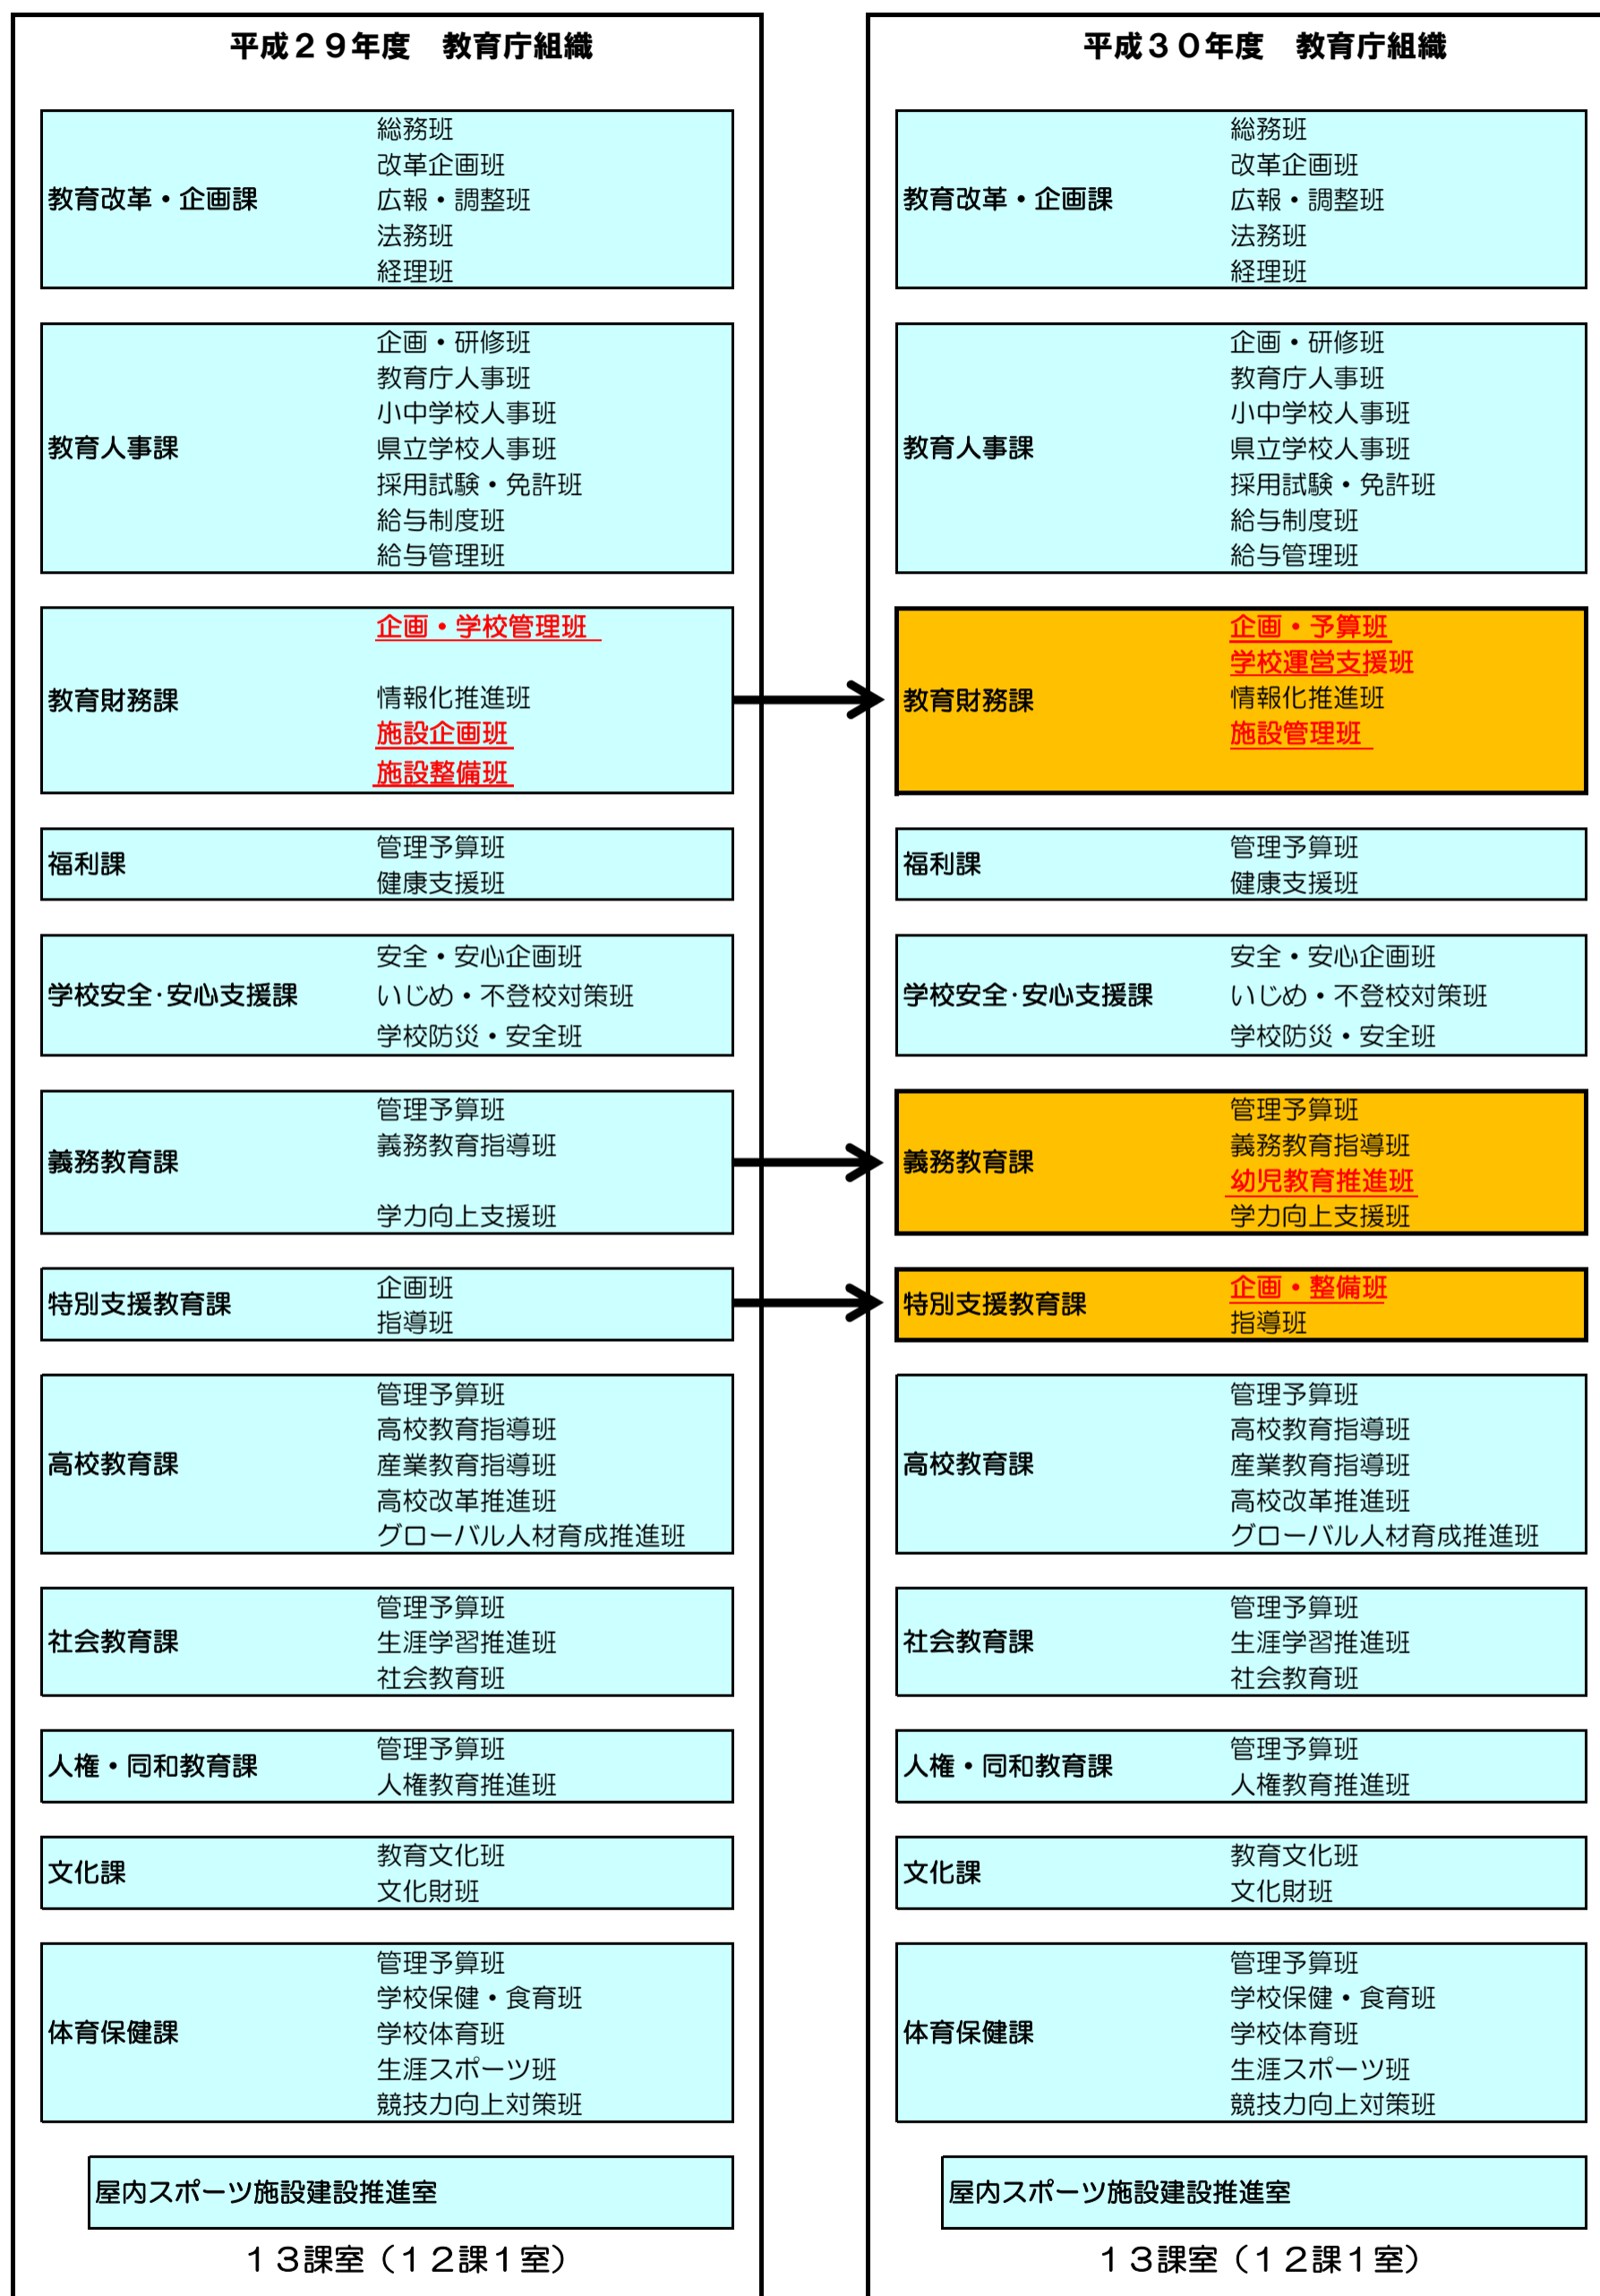 平成２９年度　教育庁組織
教育改革・企画課
総務班
改革企画班
広報・調整班
法務班
経理班
教育人事課
企画・研修班
教育庁人事班
小中学校人事班
県立学校人事班
採用試験・免許班
給与制度班
給与管理班
教育財務課
企画・学校管理班
情報化推進班
施設企画班
施設整備班
福利課
管理予算班
健康支援班
学校安全･安心支援課
安全・安心企画班
いじめ・不登校対策班
学校防災・安全班
義務教育課
管理予算班
義務教育指導班
学力向上支援班
特別支援教育課
企画班
指導班
高校教育課
管理予算班
高校教育指導班
産業教育指導班
高校改革推進班
グローバル人材育成推進班
社会教育課
管理予算班
生涯学習推進班
社会教育班
人権・同和教育課
管理予算班
人権教育推進班
文化課
教育文化班
文化財班
体育保健課
管理予算班
学校保健・食育班
学校体育班
生涯スポーツ班
競技力向上対策班
屋内スポーツ施設建設推進室
１３課室（１２課１室）
平成３０年度　教育庁組織
教育改革・企画課
総務班
改革企画班
広報・調整班
法務班
経理班
教育人事課
企画・研修班
教育庁人事班
小中学校人事班
県立学校人事班
採用試験・免許班
給与制度班
給与管理班
教育財務課
企画・予算班
学校運営支援班
情報化推進班
施設管理班
福利課
管理予算班
健康支援班
学校安全･安心支援課
安全・安心企画班
いじめ・不登校対策班
学校防災・安全班
義務教育課
管理予算班
義務教育指導班
幼児教育推進班
学力向上支援班
特別支援教育課
企画・整備班
指導班
高校教育課
管理予算班
高校教育指導班
産業教育指導班
高校改革推進班
グローバル人材育成推進班
社会教育課
管理予算班
生涯学習推進班
社会教育班
人権・同和教育課
管理予算班
人権教育推進班
文化課
教育文化班
文化財班
体育保健課
管理予算班
学校保健・食育班
学校体育班
生涯スポーツ班
競技力向上対策班
屋内スポーツ施設建設推進室
１３課室（１２課１室）